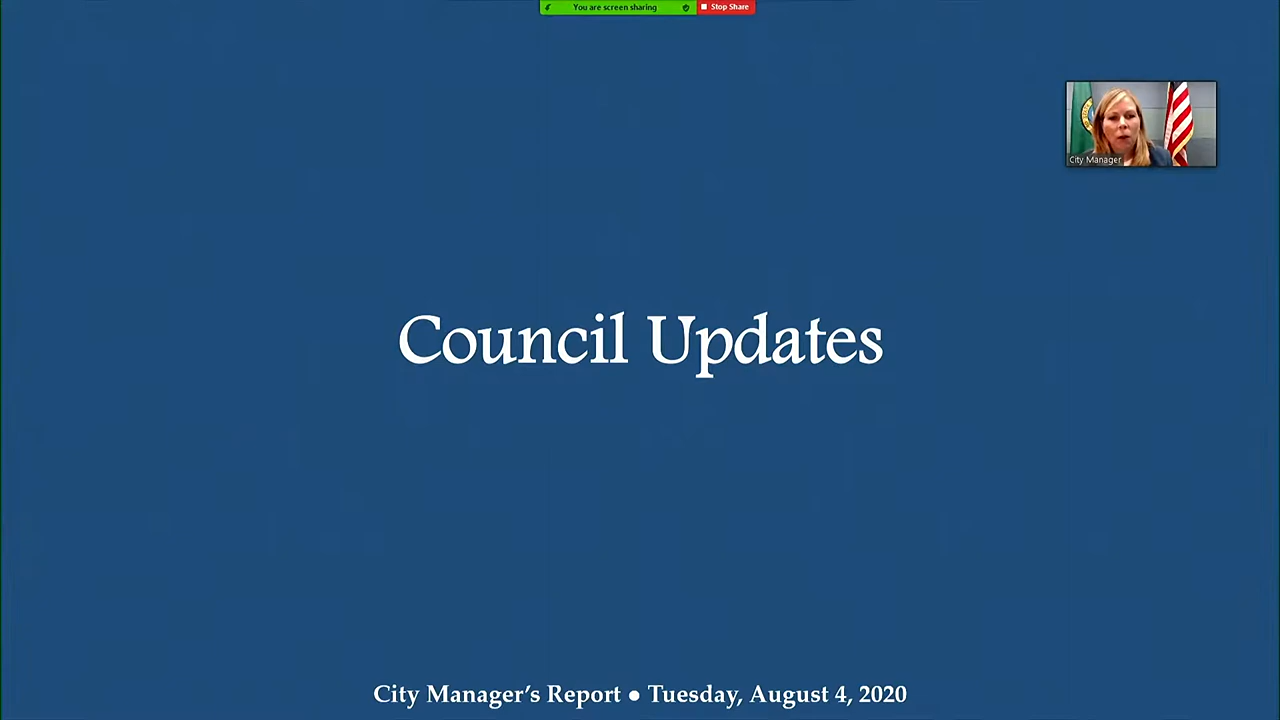 You are screen sharing
Stop Share
City Manager
Council Updates
City Manager's Report ● Tuesday, August 4, 2020